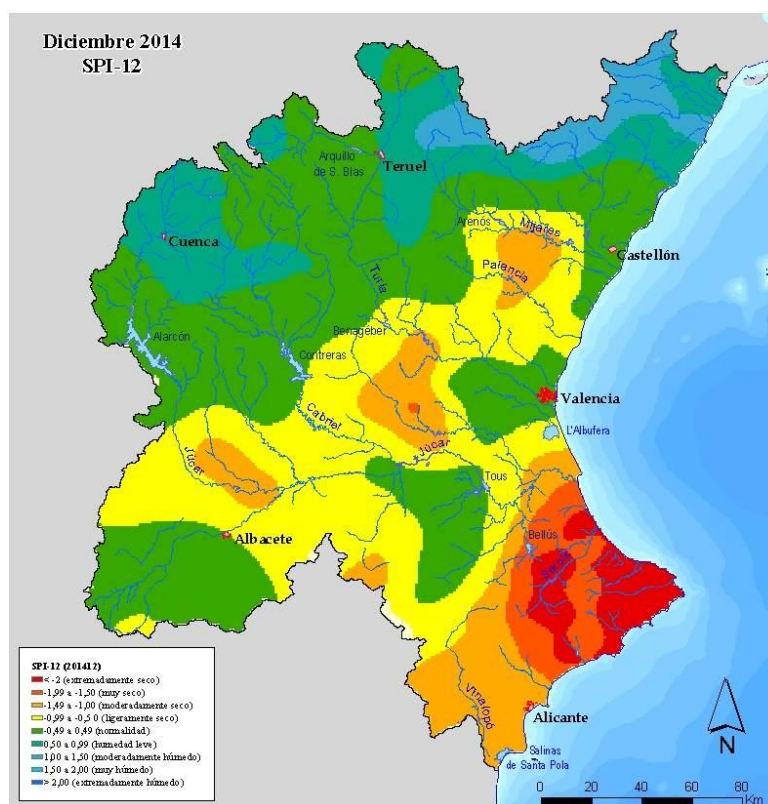 Diciembre 2014
SPI-12
Arquillo
de S. Blas
Teruel
Cuenca
Arenós
Mijares
Castellón
Palancia
Turia
Alarcón
Benagéber
Contreras
Valencia
Cabriel
L'Albufera
Júcar
Júcar
Tous
Albacete
Bellús
Serpis
Vinalopó
Alicante
Salinas
de Santa Pola
N
SPI-12 (201412)
< -2 (extremadamente seco)
-1,99 a -1,50 (muy seco)
-1,49 a -1,00 (moderadamente seco)
-0,99 a -0,50 (ligeramente seco)
-0,49 a 0,49 (normalidad)
0,50 a 0,99 (humedad leve)
1,00 a 1,50 (moderadamente húmedo)
1,50 a 2,00 (muy húmedo)
> 2,00 (extremadamente húmedo)
0 20 40 60 80
Km